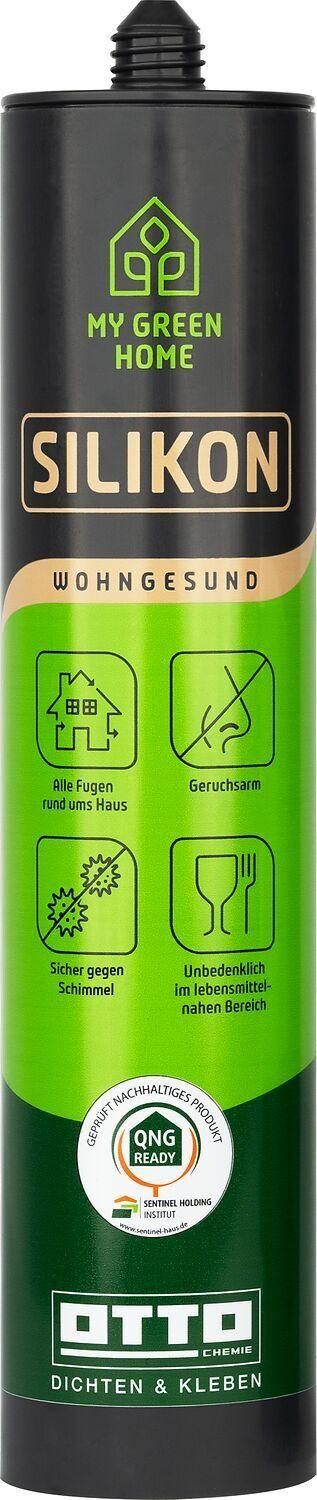 MY GREEN
HOME
SILIKON
WOHNGESUND
Alle Fugen
rund ums Haus
Geruchsarm
Sicher gegen
Schimmel
Unbedenklich
im lebensmittel-
nahen Bereich
GEPRÜFT NACHHALTIGES PRODUKT
QNG
READY
SENTINEL HOLDING
INSTITUT
www.sentinel-haus.de
OTTO
CHEMIE
DICHTEN & KLEBEN